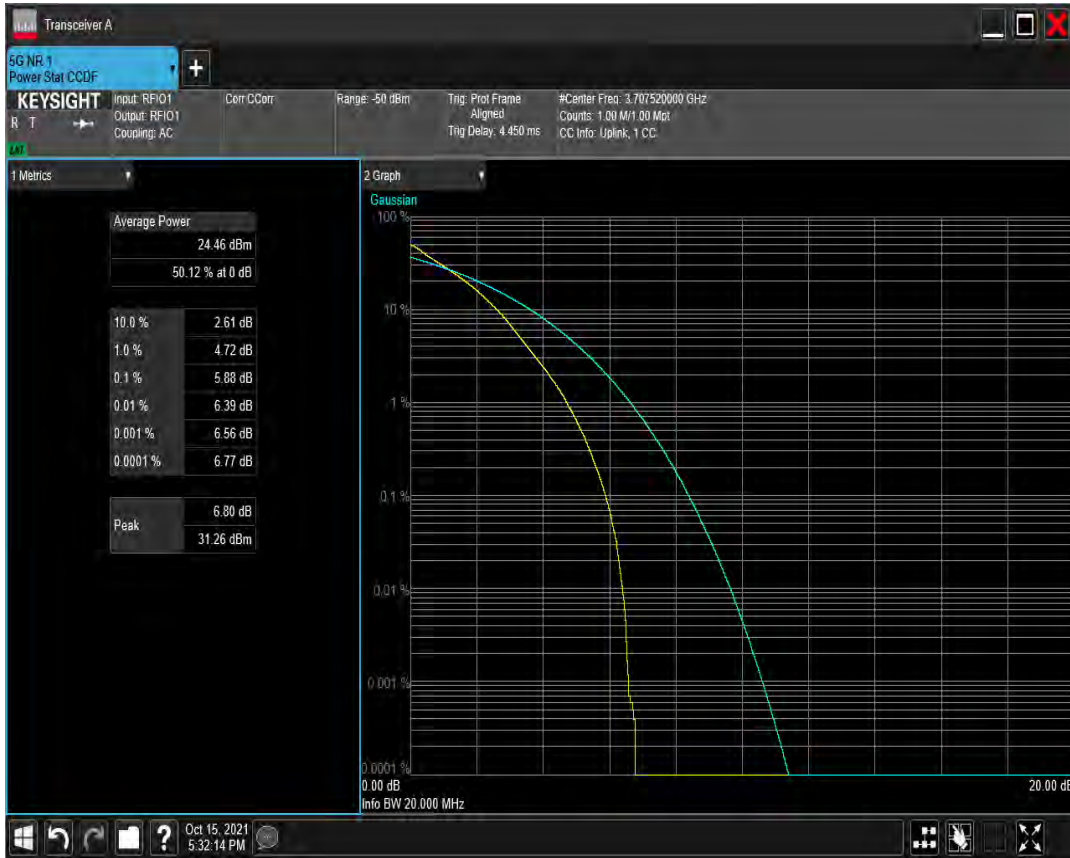 Transceiver A
5G NR 1
Power Stat CCDF
+
KEYSIGHT
R T
LXI
Input: RFIO1
Output: RFIO1
Coupling: AC
Corr CCorr
Range: -50 dBm
Trig: Prot Frame
Aligned
Trig Delay: 4.450 ms
#Center Freq: 3.707520000 GHz
Counts: 1.00 M/1.00 Mpt
CC Info: Uplink, 1 CC
1 Metrics
Average Power
24.46 dBm
50.12 % at 0 dB
10.0 % 2.61 dB
1.0 % 4.72 dB
0.1 % 5.88 dB
0.01 % 6.39 dB
0.001 % 6.56 dB
0.0001 % 6.77 dB
Peak
6.80 dB
31.26 dBm
2 Graph
Gaussian
100 %
10 %
1 %
0.1 %
0.01 %
0.001 %
0.0001 %
0.00 dB 20.00 dB
Info BW 20.000 MHz
?
Oct 15, 2021
5:32:14 PM